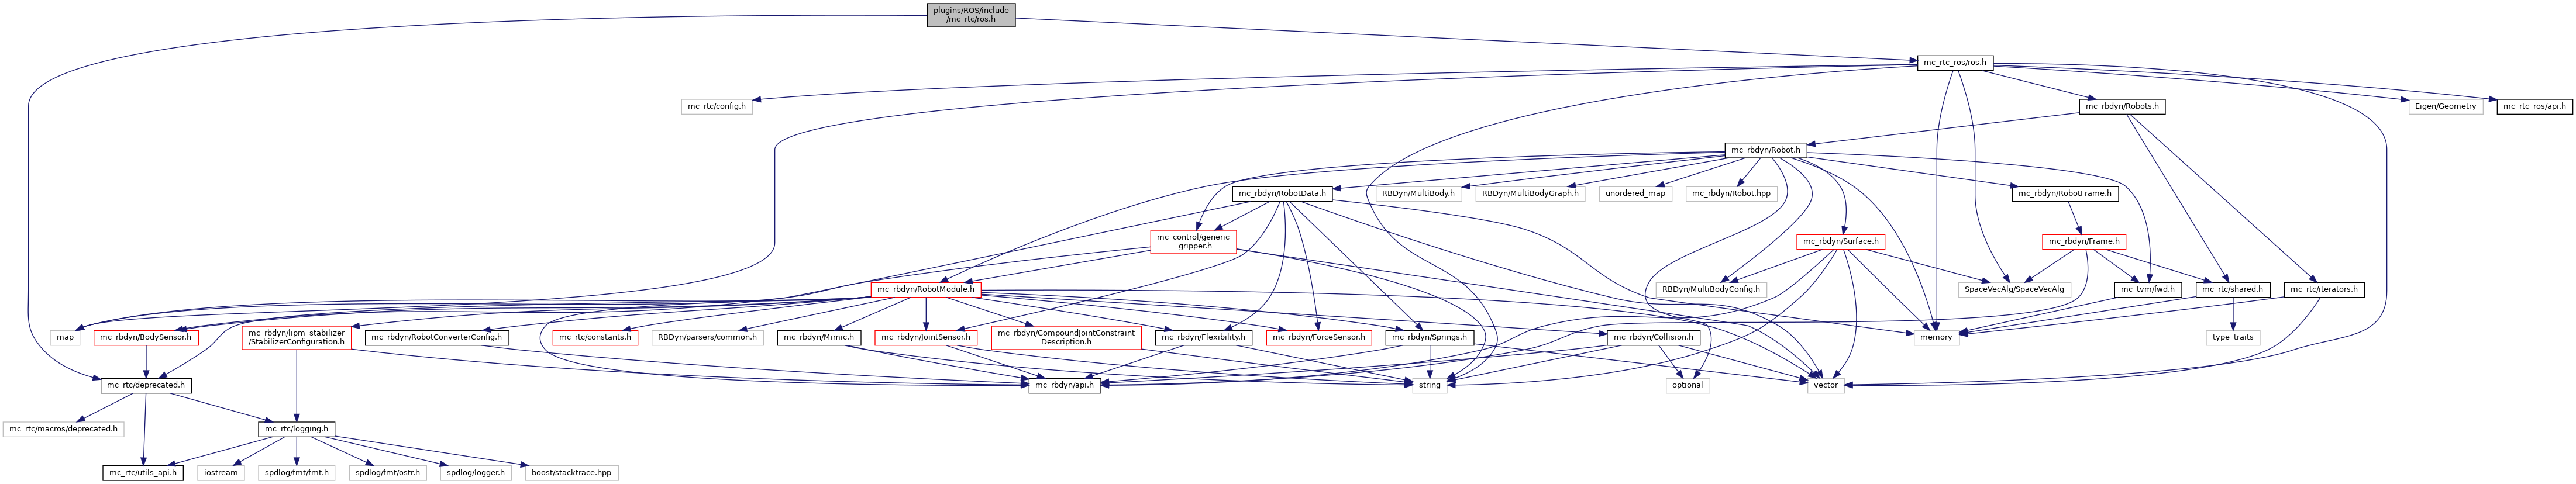 plugins/ROS/include
/mc_rtc/ros.h
mc_rtc_ros/ros.h
mc_rtc/config.h
mc_rbdyn/Robots.h
Eigen/Geometry
mc_rtc_ros/api.h
mc_rbdyn/Robot.h
mc_rbdyn/RobotData.h
RBDyn/MultiBody.h
RBDyn/MultiBodyGraph.h
unordered_map
mc_rbdyn/Robot.hpp
mc_rbdyn/RobotFrame.h
mc_control/generic
_gripper.h
mc_rbdyn/Surface.h
mc_rbdyn/Frame.h
mc_rbdyn/RobotModule.h
RBDyn/MultiBodyConfig.h
SpaceVecAlg/SpaceVecAlg
mc_tvm/fwd.h
mc_rtc/shared.h
mc_rtc/iterators.h
map
mc_rbdyn/BodySensor.h
mc_rbdyn/lipm_stabilizer
/StabilizerConfiguration.h
mc_rbdyn/RobotConverterConfig.h
mc_rtc/constants.h
RBDyn/parsers/common.h
mc_rbdyn/Mimic.h
mc_rbdyn/JointSensor.h
mc_rbdyn/CompoundJointConstraint
Description.h
mc_rbdyn/Flexibility.h
mc_rbdyn/ForceSensor.h
mc_rbdyn/Springs.h
mc_rbdyn/Collision.h
memory
type_traits
mc_rtc/deprecated.h
mc_rbdyn/api.h
string
optional
vector
mc_rtc/macros/deprecated.h
mc_rtc/logging.h
mc_rtc/utils_api.h
iostream
spdlog/fmt/fmt.h
spdlog/fmt/ostr.h
spdlog/logger.h
boost/stacktrace.hpp